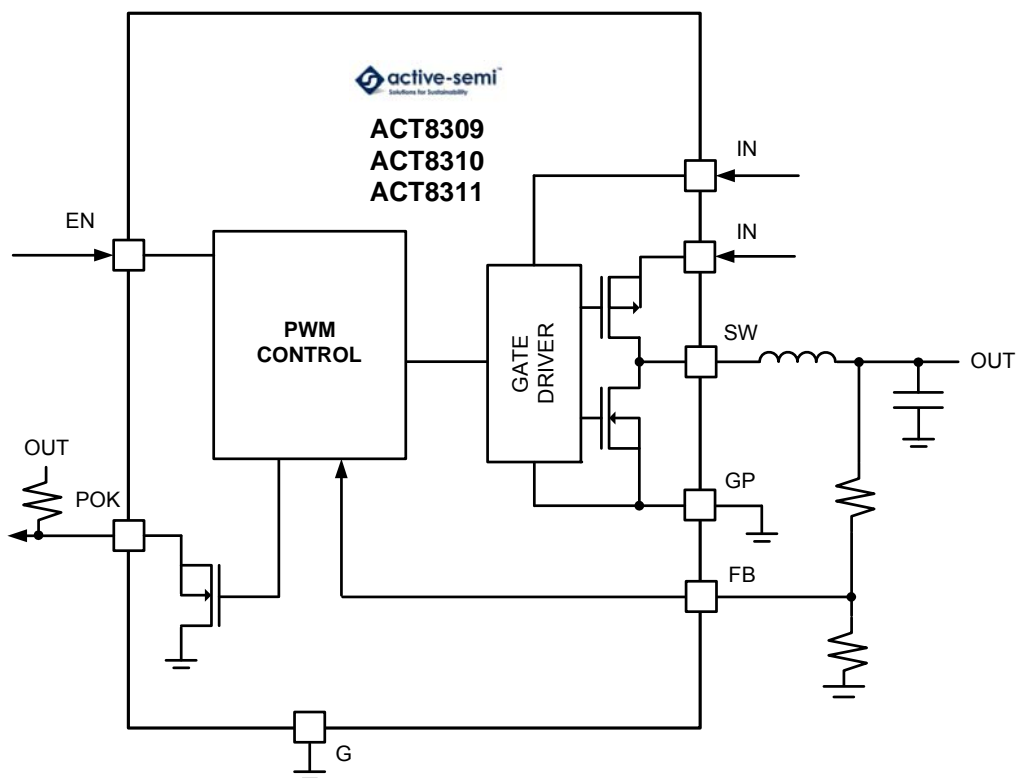 active-semi™
Solutions for Sustainability
ACT8309
ACT8310
ACT8311
IN
EN
IN
PWM
CONTROL
GATE
DRIVER
SW
OUT
OUT
POK
GP
FB
G